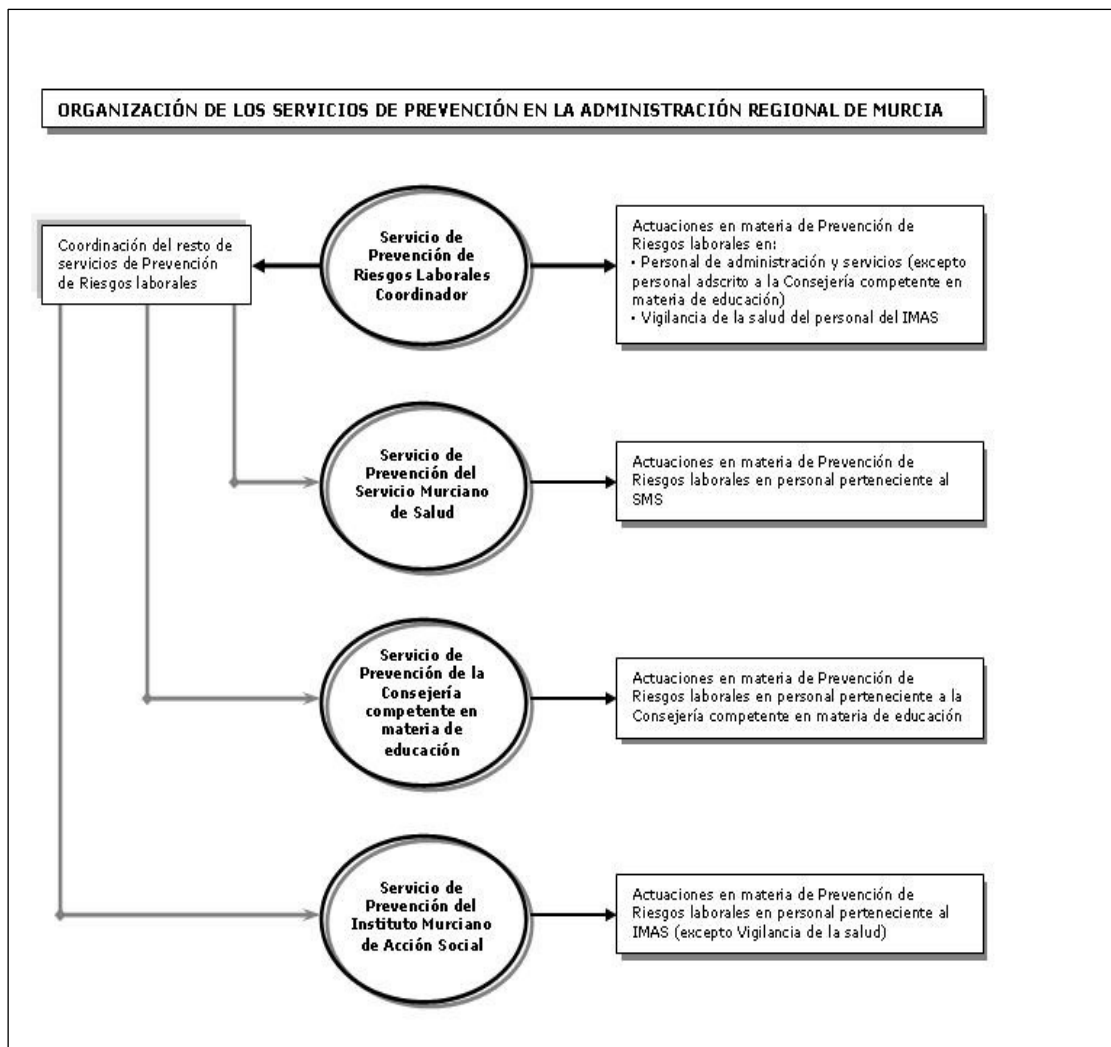 ORGANIZACIÓN DE LOS SERVICIOS DE PREVENCIÓN EN LA ADMINISTRACIÓN REGIONAL DE MURCIA
Coordinación del resto de
servicios de Prevención
de Riesgos laborales
Servicio de
Prevención de
Riesgos Laborales
Coordinador
Actuaciones en materia de Prevención de
Riesgos laborales en:
• Personal de administración y servicios (excepto
personal adscrito a la Consejería competente en
materia de educación)
• Vigilancia de la salud del personal del IMAS
Servicio de
Prevención del
Servicio Murciano
de Salud
Actuaciones en materia de Prevención de
Riesgos laborales en personal perteneciente al
SMS
Servicio de
Prevención de la
Consejería
competente en
materia de
educación
Actuaciones en materia de Prevención de
Riesgos laborales en personal perteneciente a la
Consejería competente en materia de educación
Servicio de
Prevención del
Instituto Murciano
de Acción Social
Actuaciones en materia de Prevención de
Riesgos laborales en personal perteneciente al
IMAS (excepto Vigilancia de la salud)